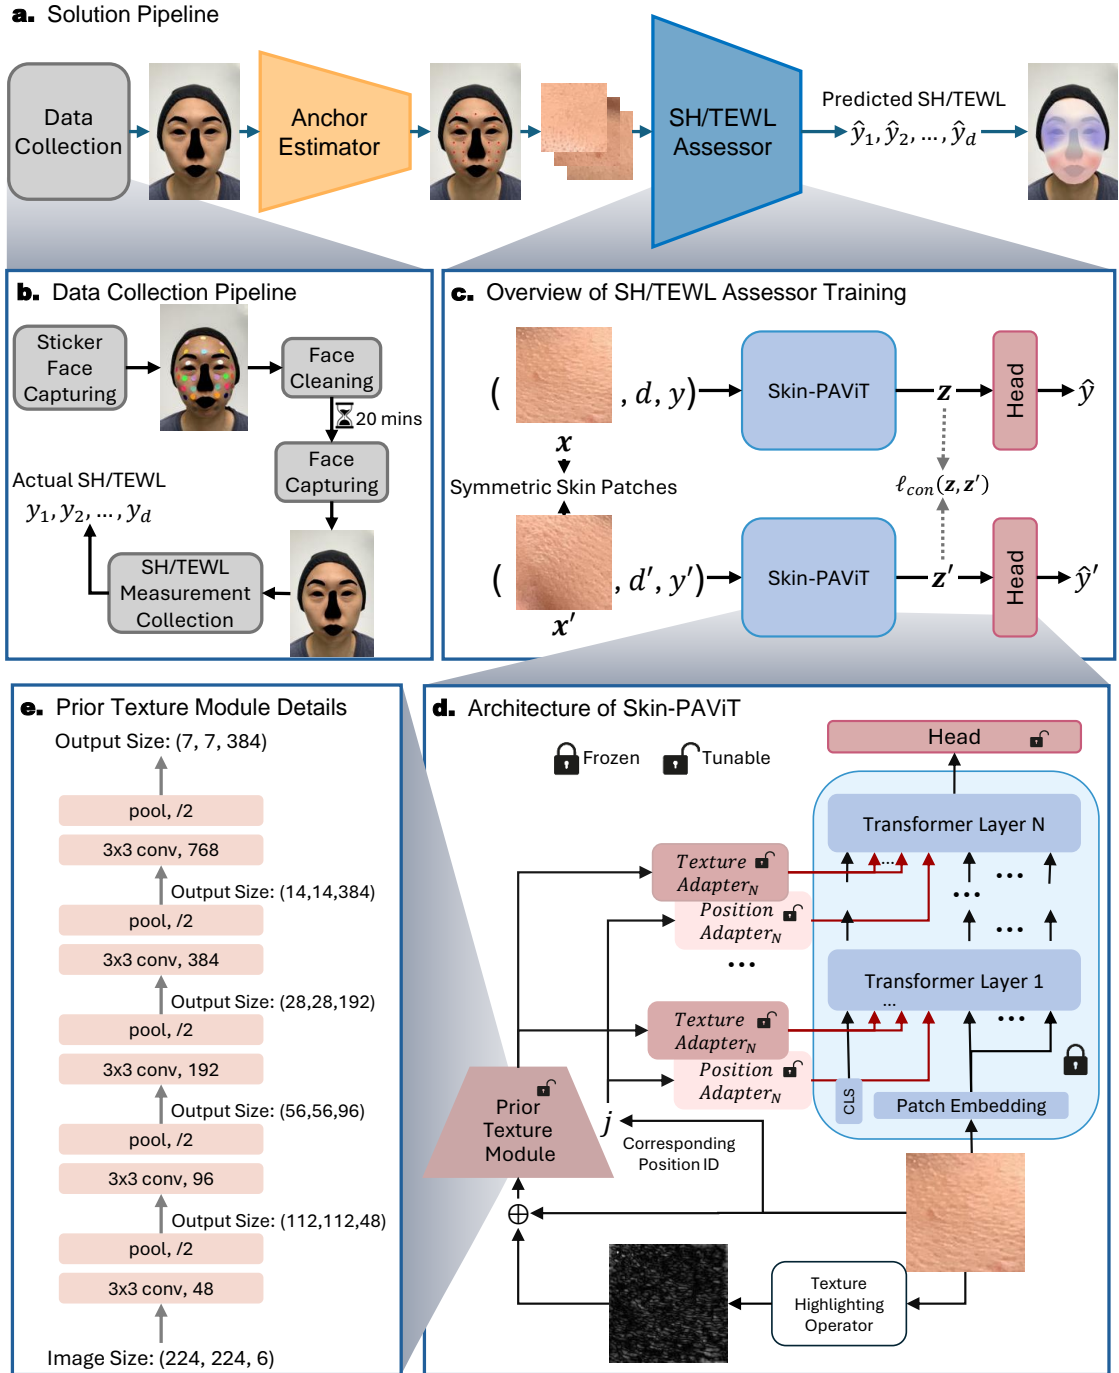 a. Solution Pipeline
Data
Collection
Anchor
Estimator
SH/TEWL
Assessor
Predicted SH/TEWL
ŷ₁, ŷ₂, ..., ŷ_d
b. Data Collection Pipeline
Sticker
Face
Capturing
Face
Cleaning
20 mins
Face
Capturing
Actual SH/TEWL
y₁, y₂, ..., y_d
SH/TEWL
Measurement
Collection
c. Overview of SH/TEWL Assessor Training
( , d, y)
Skin-PAViT
z
Head
ŷ
x
Symmetric Skin Patches
ℓ_con(z, z′)
( , d′, y′)
Skin-PAViT
z′
Head
ŷ′
x′
e. Prior Texture Module Details
Output Size: (7, 7, 384)
pool, /2
3x3 conv, 768
Output Size: (14,14,384)
pool, /2
3x3 conv, 384
Output Size: (28,28,192)
pool, /2
3x3 conv, 192
Output Size: (56,56,96)
pool, /2
3x3 conv, 96
Output Size: (112,112,48)
pool, /2
3x3 conv, 48
Image Size: (224, 224, 6)
d. Architecture of Skin-PAViT
Frozen
Tunable
Head
Transformer Layer N
...
Texture
Adapter_N
Position
Adapter_N
...
Transformer Layer 1
...
Texture
Adapter_N
Position
Adapter_N
CLS
Patch Embedding
Prior
Texture
Module
j
Corresponding
Position ID
Texture
Highlighting
Operator